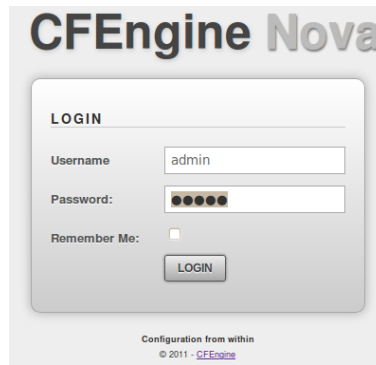 CFEngine Nova
LOGIN
Username admin
Password: ●●●●●
Remember Me:
LOGIN
Configuration from within
© 2011 - CFEngine